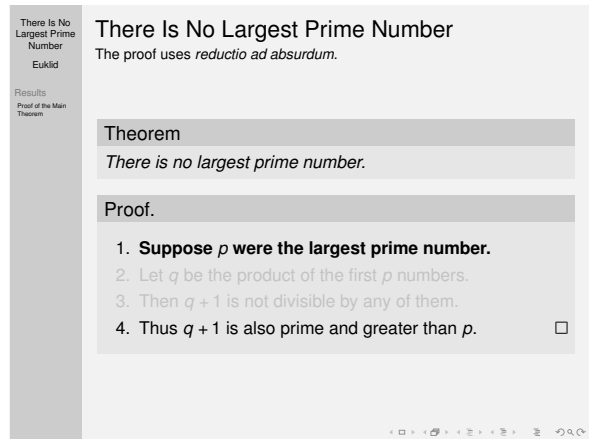 There Is No
Largest Prime
Number
Euklid
Results
Proof of the Main
Theorem
There Is No Largest Prime Number
The proof uses reductio ad absurdum.
Theorem
There is no largest prime number.
Proof.
1. Suppose p were the largest prime number.
2. Let q be the product of the first p numbers.
3. Then q + 1 is not divisible by any of them.
4. Thus q + 1 is also prime and greater than p. □